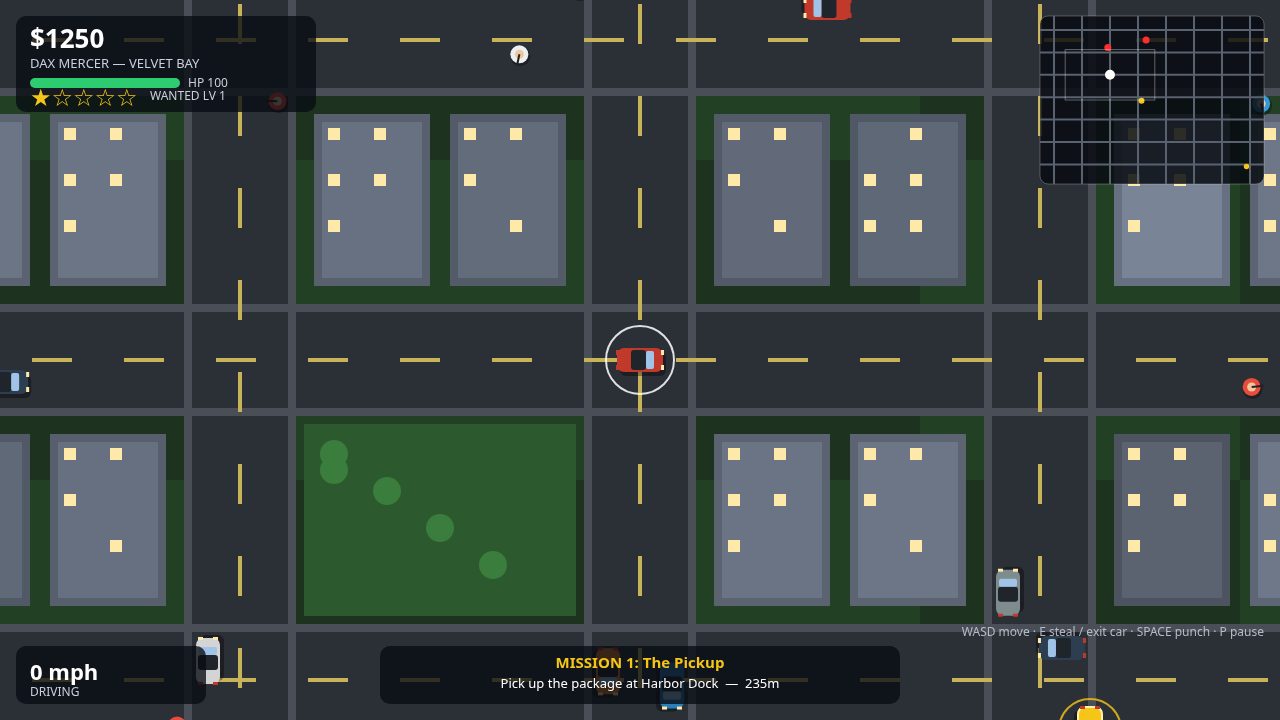 $1250
DAX MERCER — VELVET BAY
HP 100
★☆☆☆☆ WANTED LV 1
WASD move · E steal / exit car · SPACE punch · P pause
0 mph
DRIVING
MISSION 1: The Pickup
Pick up the package at Harbor Dock — 235m